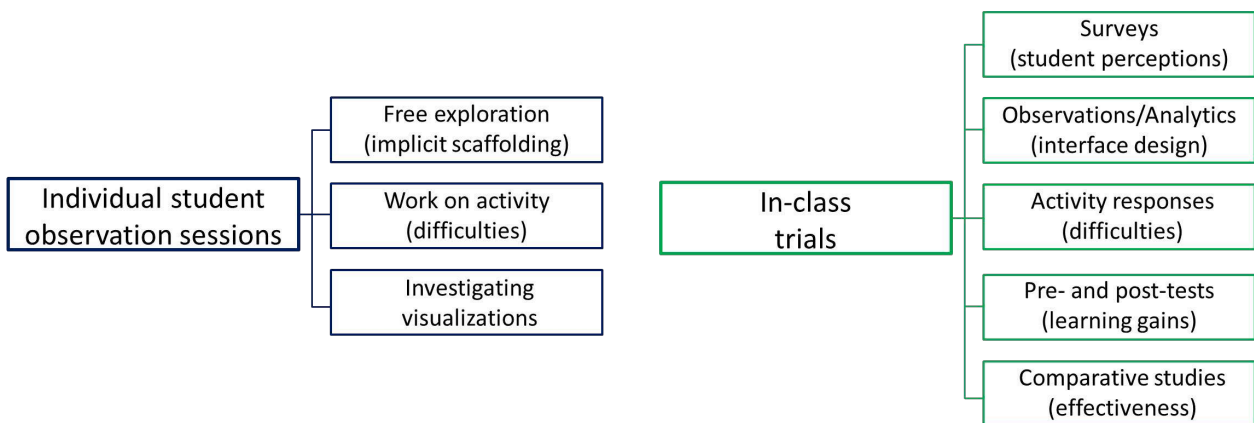 Individual student
observation sessions
Free exploration
(implicit scaffolding)
Work on activity
(difficulties)
Investigating
visualizations
In-class
trials
Surveys
(student perceptions)
Observations/Analytics
(interface design)
Activity responses
(difficulties)
Pre- and post-tests
(learning gains)
Comparative studies
(effectiveness)